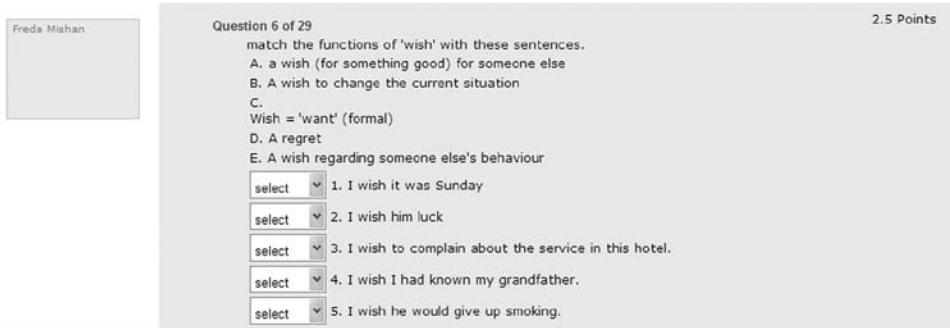 Freda Mishan
Question 6 of 29
2.5 Points
match the functions of 'wish' with these sentences.
A. a wish (for something good) for someone else
B. A wish to change the current situation
C.
Wish = 'want' (formal)
D. A regret
E. A wish regarding someone else's behaviour
select 1. I wish it was Sunday
select 2. I wish him luck
select 3. I wish to complain about the service in this hotel.
select 4. I wish I had known my grandfather.
select 5. I wish he would give up smoking.